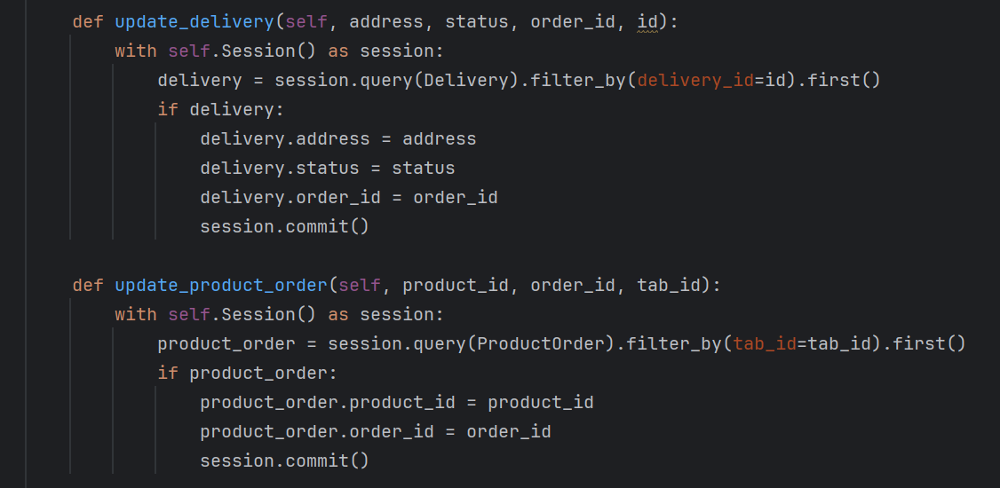 def update_delivery(self, address, status, order_id, id):
    with self.Session() as session:
        delivery = session.query(Delivery).filter_by(delivery_id=id).first()
        if delivery:
            delivery.address = address
            delivery.status = status
            delivery.order_id = order_id
            session.commit()

def update_product_order(self, product_id, order_id, tab_id):
    with self.Session() as session:
        product_order = session.query(ProductOrder).filter_by(tab_id=tab_id).first()
        if product_order:
            product_order.product_id = product_id
            product_order.order_id = order_id
            session.commit()